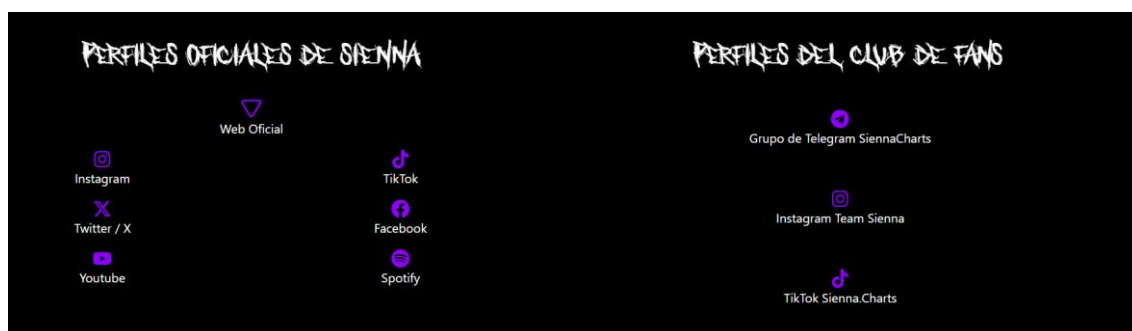 PERFILES OFICIALES DE SIENNA
Web Oficial
Instagram
TikTok
Twitter / X
Facebook
Youtube
Spotify
PERFILES DEL CLUB DE FANS
Grupo de Telegram SiennaCharts
Instagram Team Sienna
TikTok Sienna.Charts